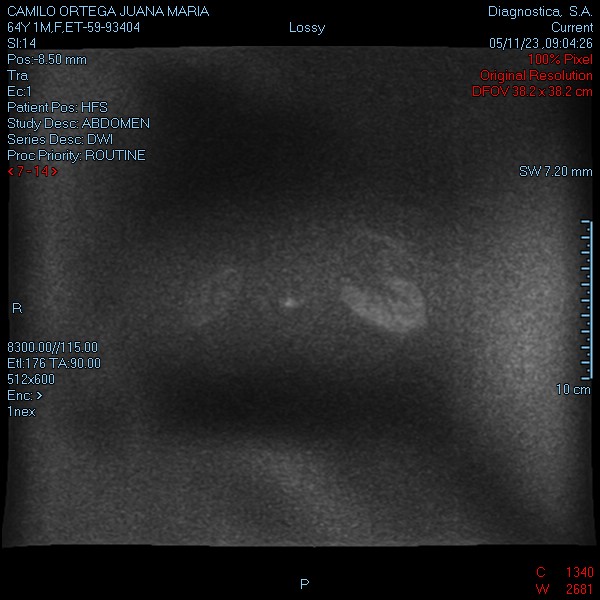 CAMILO ORTEGA JUANA MARIA
64Y 1M,F,ET-59-93404
Sl:14
Pos:-8.50 mm
Tra
Ec:1
Patient Pos: HFS
Study Desc: ABDOMEN
Series Desc: DWI
Proc Priority: ROUTINE
< 7 - 14 >
Lossy
Diagnostica, S.A.
Current
05/11/23 ,09:04:26
100% Pixel
Original Resolution
DFOV 38.2 x 38.2 cm
SW 7.20 mm
R
10 cm
8300.00//115.00
Etl:176 TA:90.00
512x600
Enc: >
1nex
P
C 1340
W 2681